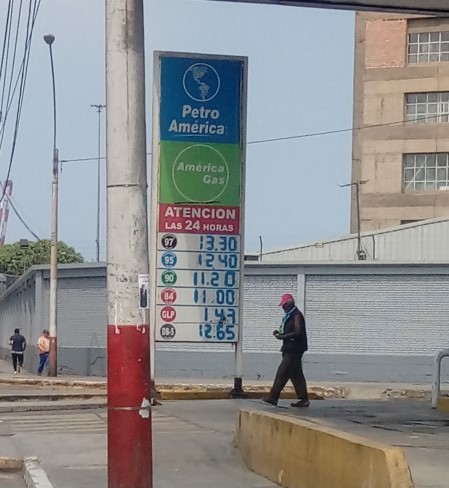 Petro
América
América
Gas
ATENCION
LAS 24 HORAS
97 13.30
95 12.40
90 11.20
84 11.00
GLP 1.47
DB-5 12.65